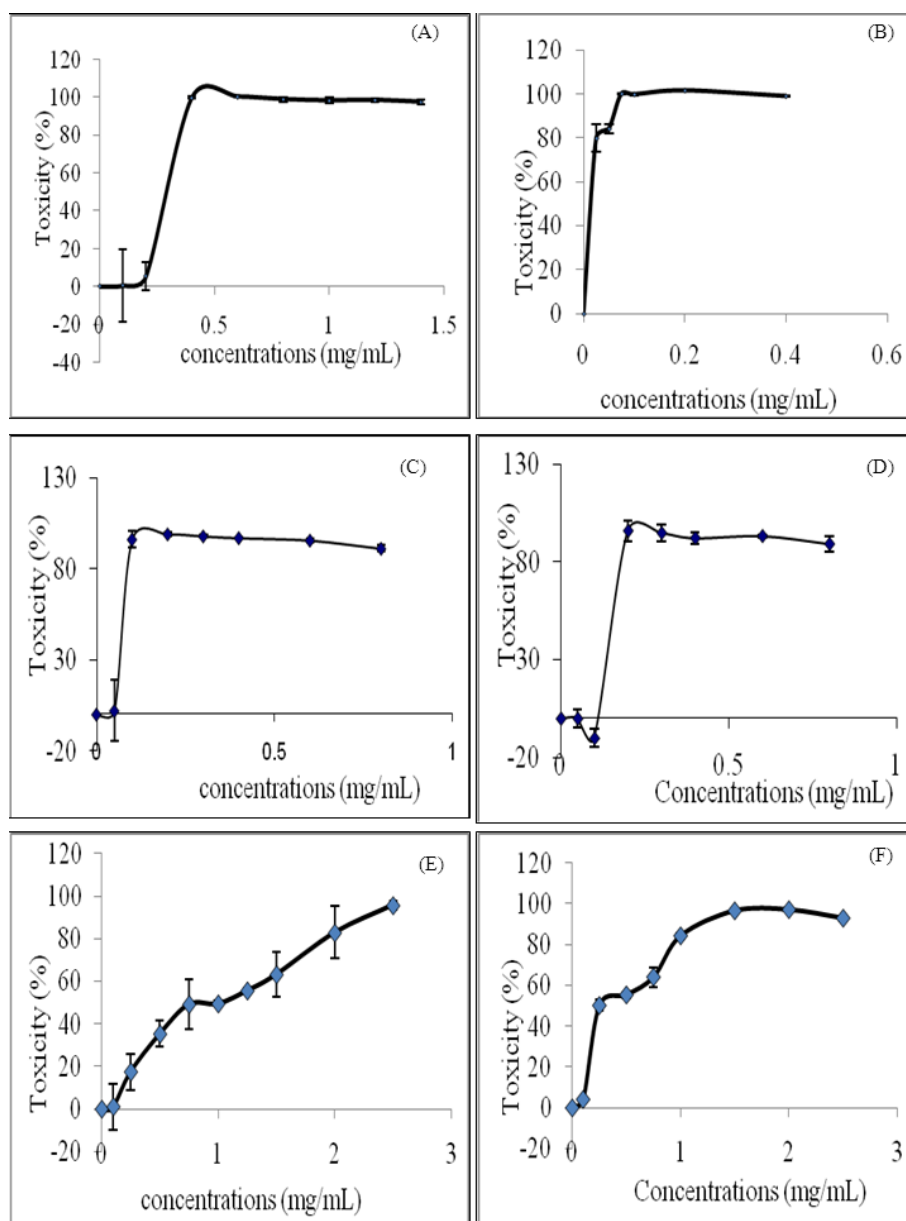 (A)
120
100
80
60
40
20
0
-20
-40
0 0.5 1 1.5
Toxicity (%)
concentrations (mg/mL)
(B)
120
100
80
60
40
20
0
0 0.2 0.4 0.6
Toxicity (%)
concentrations (mg/mL)
(C)
130
80
30
-20
0 0.5 1
Toxicity (%)
concentrations (mg/mL)
(D)
130
80
30
-20
0 0.5 1
Toxicity (%)
Concentrations (mg/mL)
(E)
120
100
80
60
40
20
0
-20
0 1 2 3
Toxicity (%)
concentrations (mg/mL)
(F)
120
100
80
60
40
20
0
-20
0 1 2 3
Toxicity (%)
Concentrations (mg/mL)